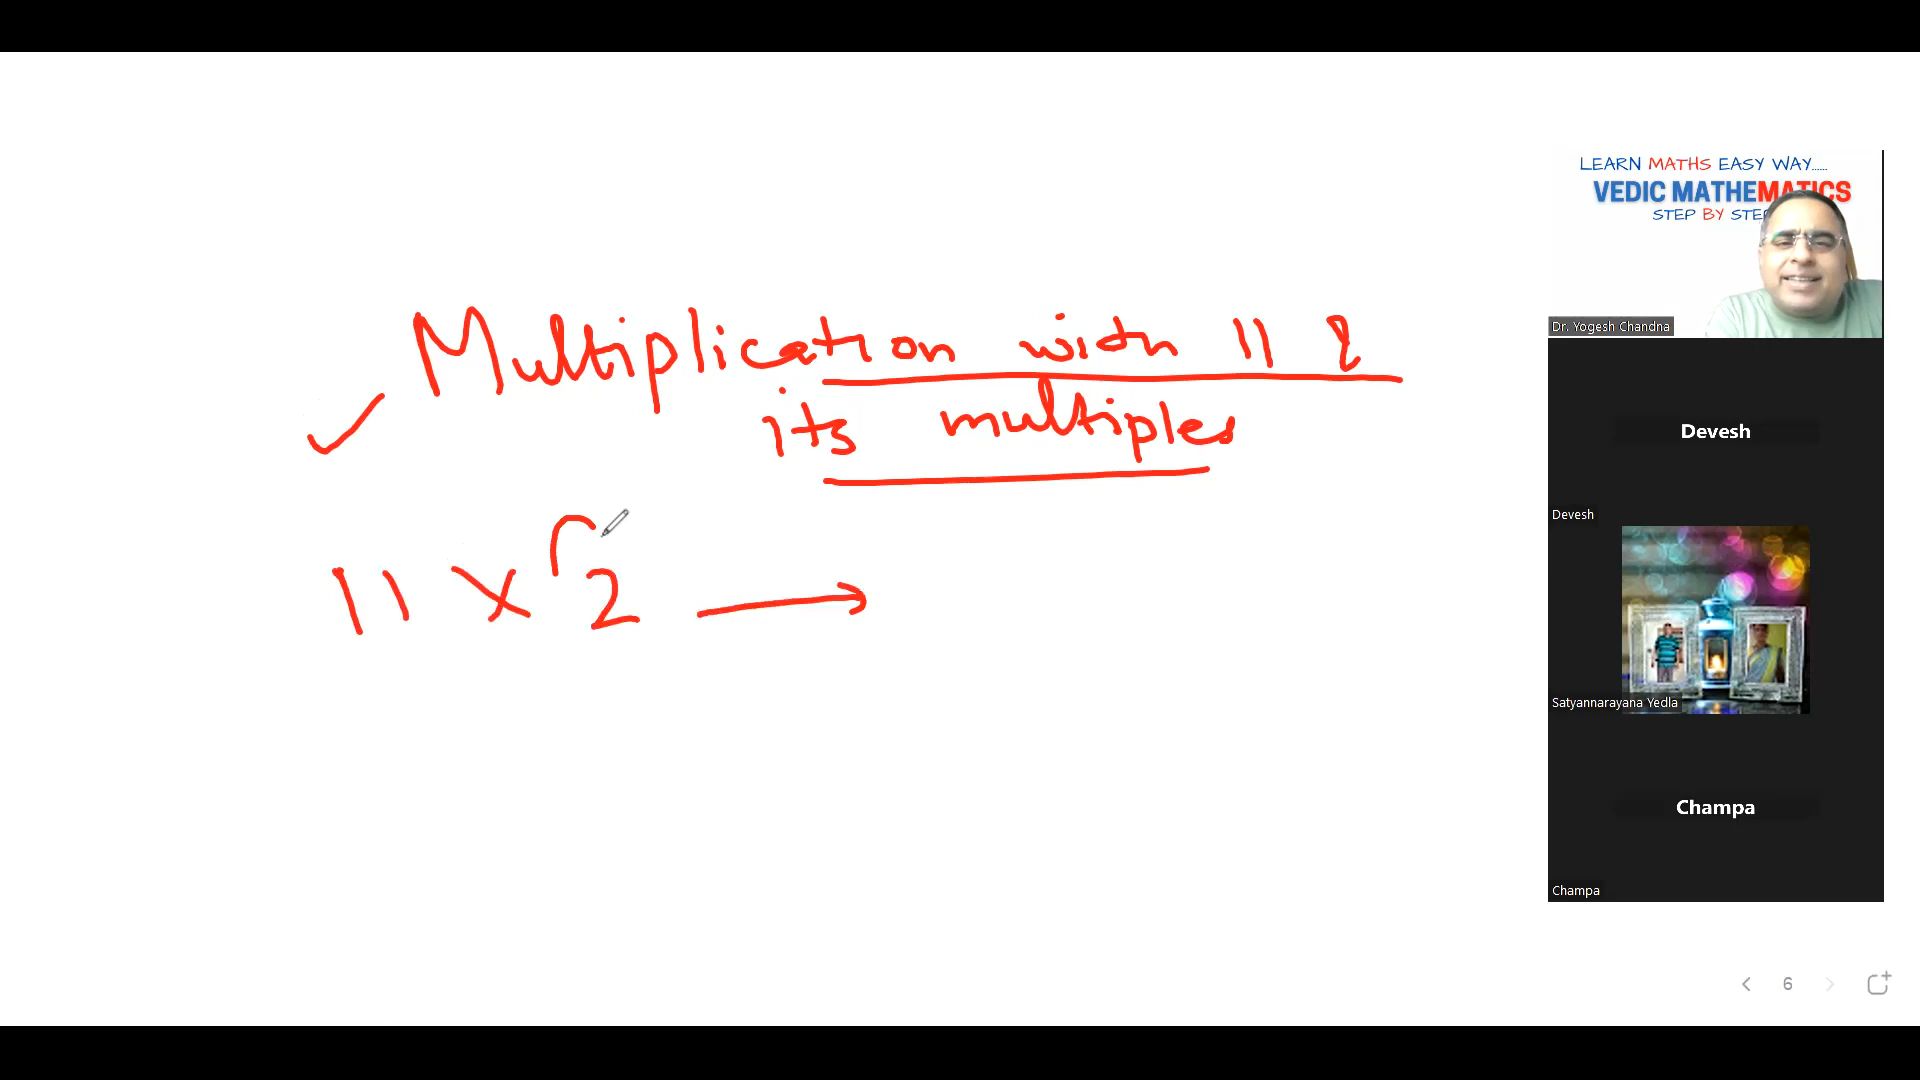 Multiplication with 11 &
its multiples
11 × 2 →
LEARN MATHS EASY WAY......
VEDIC MATHEMATICS
STEP BY STEP
Dr. Yogesh Chandna
Devesh
Devesh
Satyannarayana Yedla
Champa
Champa
6